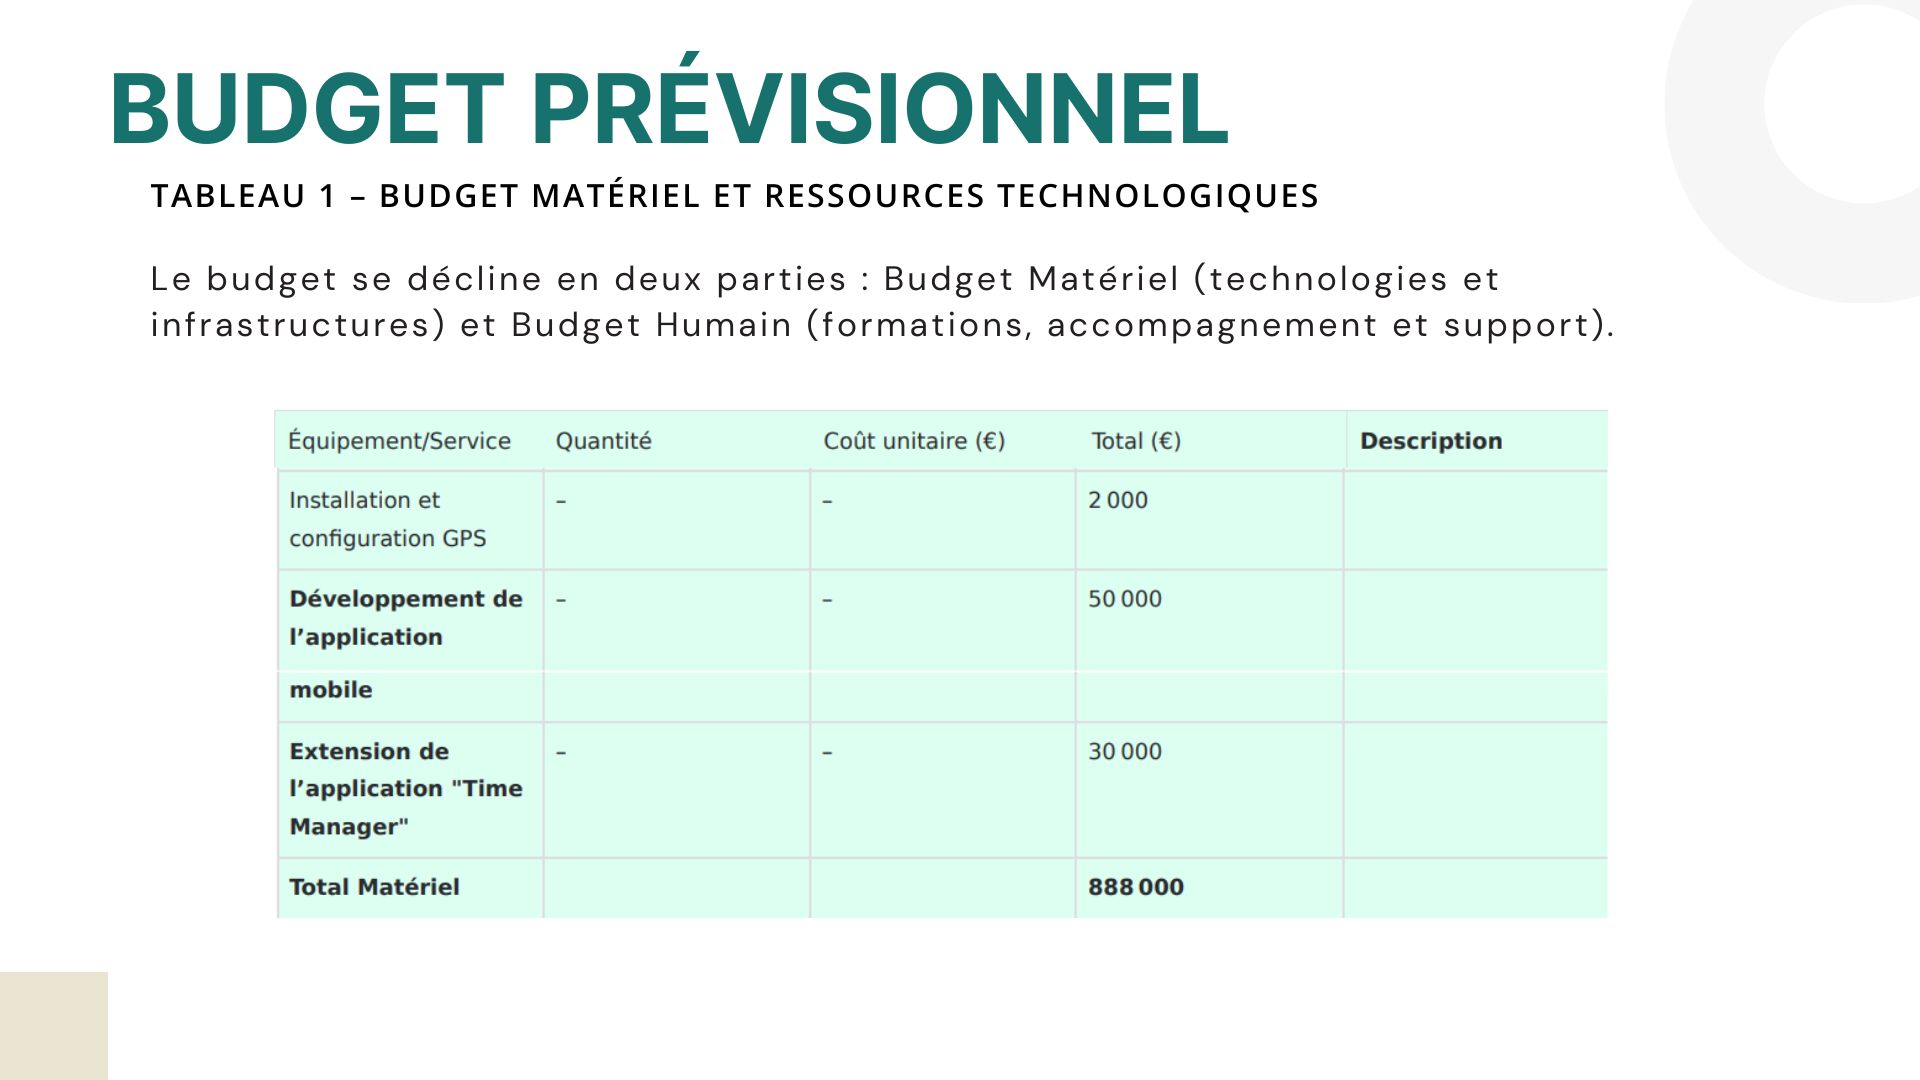 BUDGET PRÉVISIONNEL
TABLEAU 1 – BUDGET MATÉRIEL ET RESSOURCES TECHNOLOGIQUES
Le budget se décline en deux parties : Budget Matériel (technologies et
infrastructures) et Budget Humain (formations, accompagnement et support).
Équipement/Service Quantité Coût unitaire (€) Total (€) Description
Installation et – – 2 000
configuration GPS
Développement de – – 50 000
l’application
mobile
Extension de – – 30 000
l’application "Time
Manager"
Total Matériel 888 000